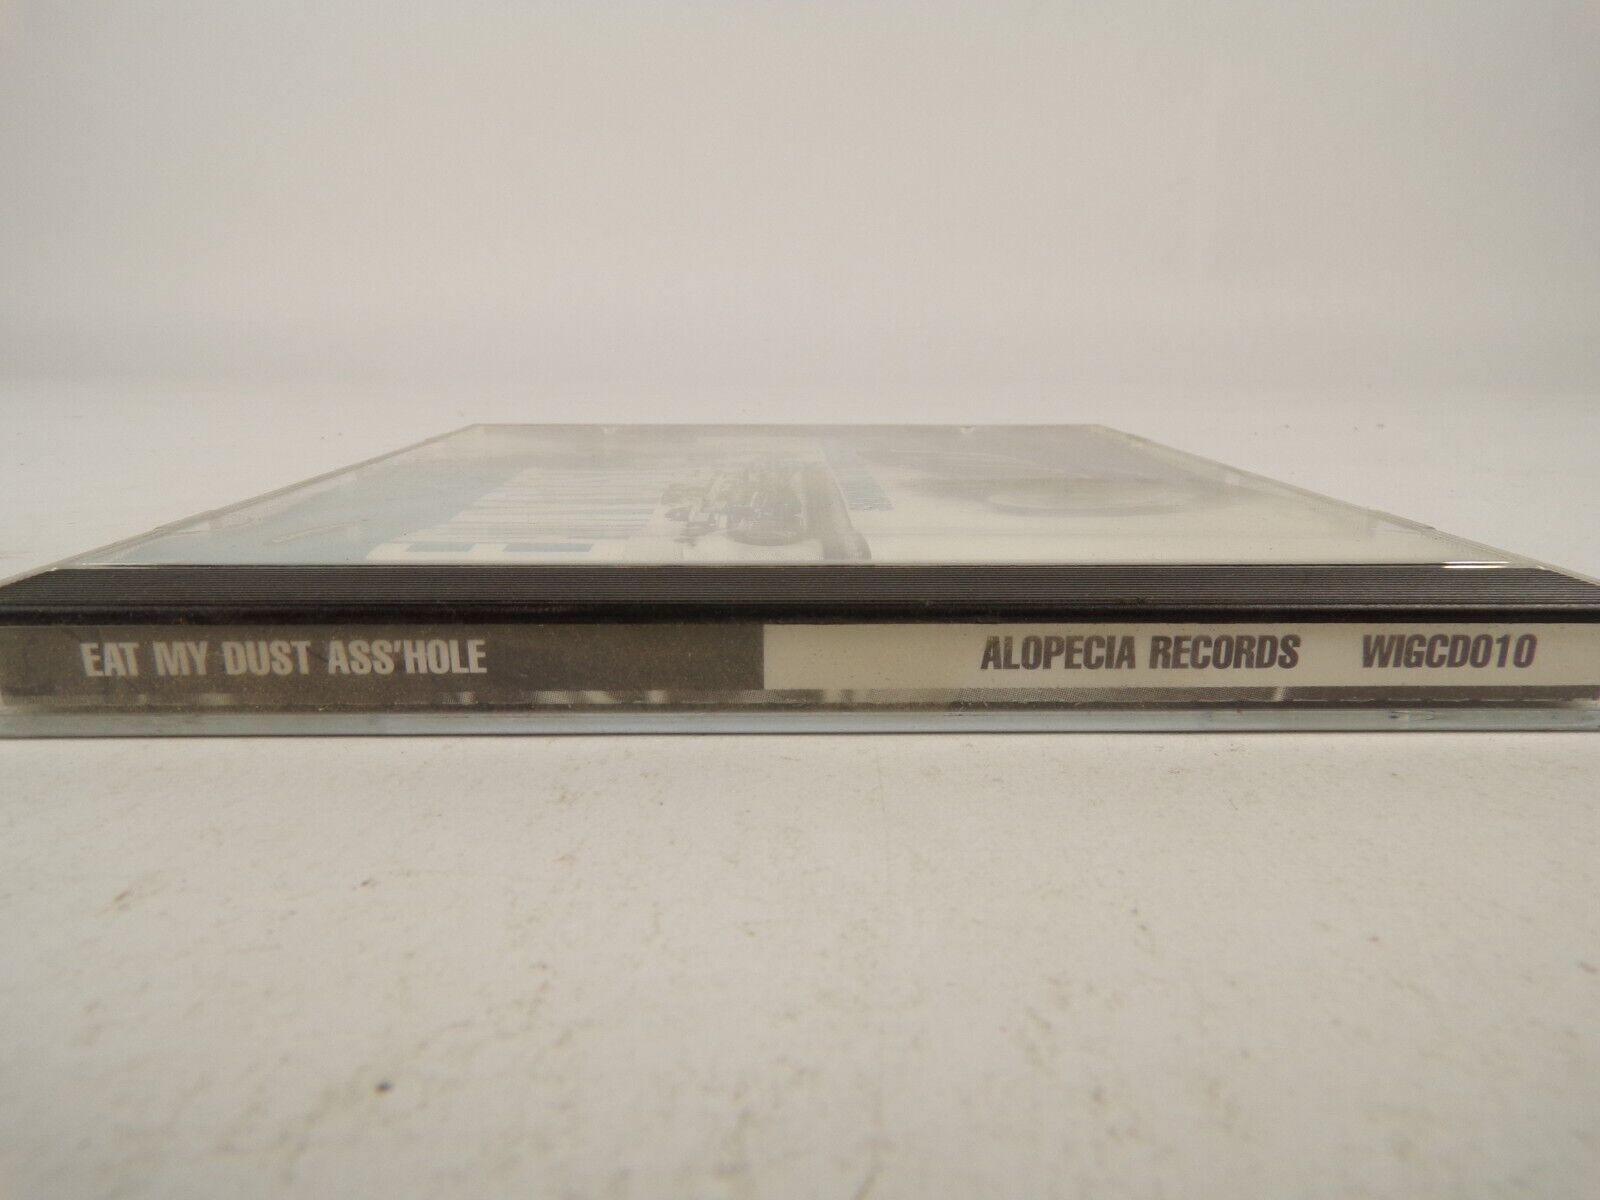 EAT MY DUST ASS'HOLE ALOPECIA RECORDS WIGCD010